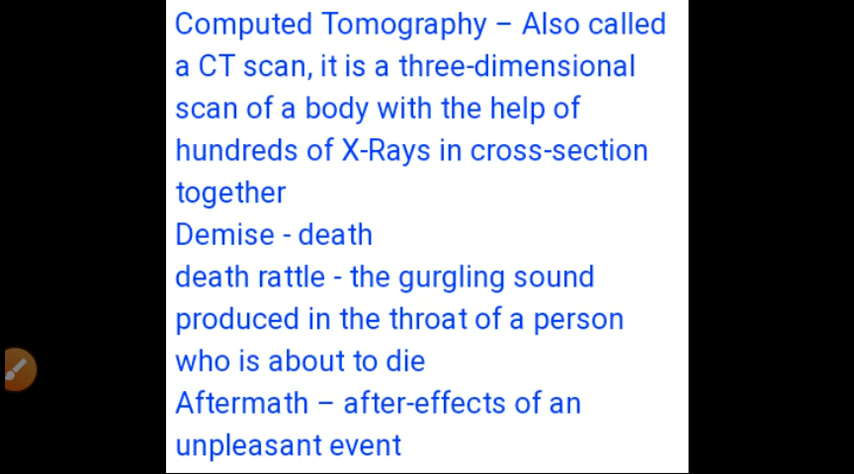 Computed Tomography – Also called
a CT scan, it is a three-dimensional
scan of a body with the help of
hundreds of X-Rays in cross-section
together
Demise - death
death rattle - the gurgling sound
produced in the throat of a person
who is about to die
Aftermath – after-effects of an
unpleasant event